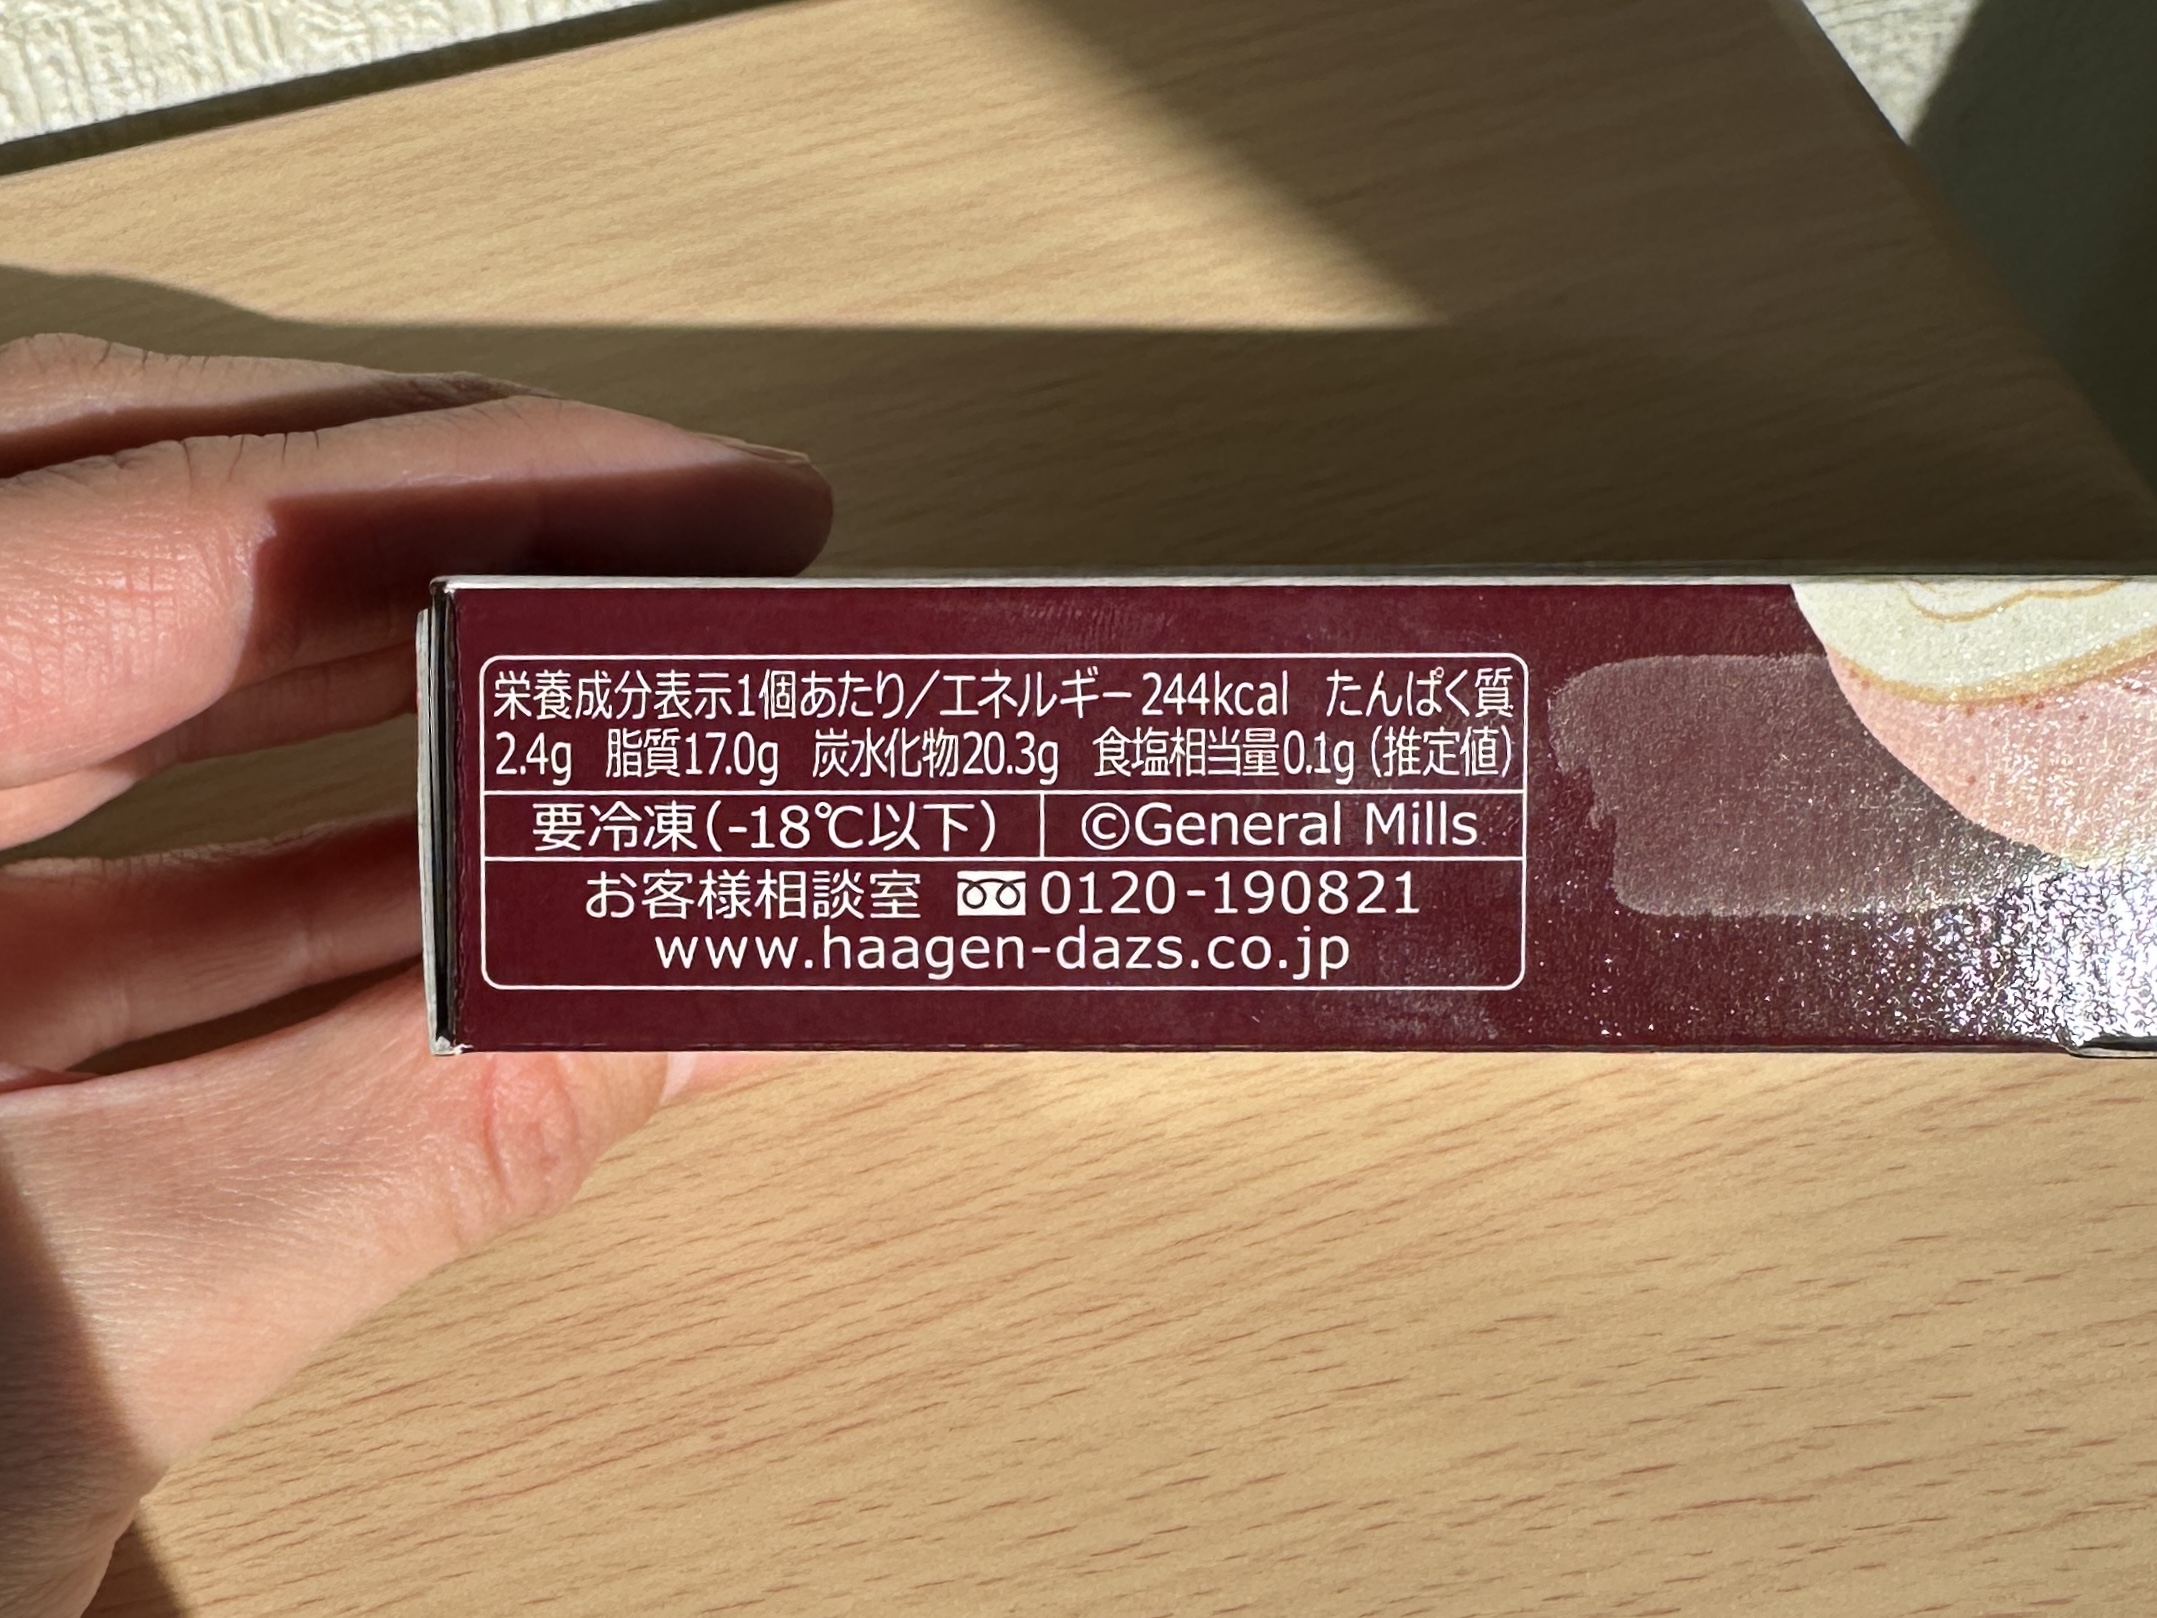 栄養成分表示1個あたり/エネルギー244kcal たんぱく質
2.4g 脂質17.0g 炭水化物20.3g 食塩相当量0.1g(推定値)
要冷凍(-18℃以下) ©General Mills
お客様相談室 0120-190821
www.haagen-dazs.co.jp